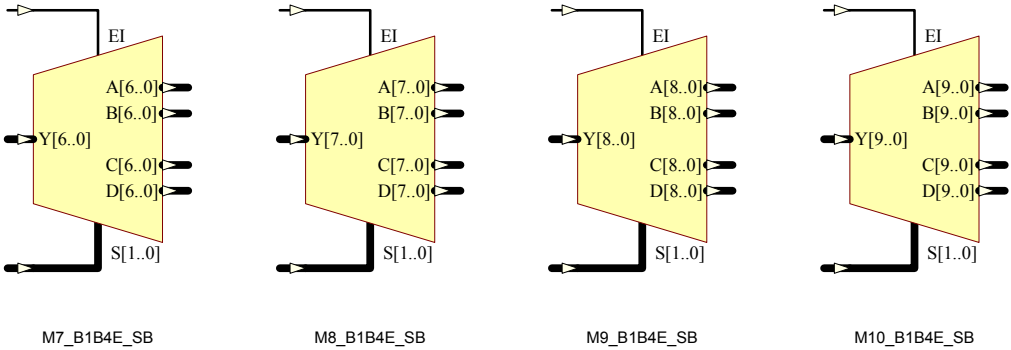 EI EI EI EI
A[6..0] A[7..0] A[8..0] A[9..0]
B[6..0] B[7..0] B[8..0] B[9..0]
Y[6..0] Y[7..0] Y[8..0] Y[9..0]
C[6..0] C[7..0] C[8..0] C[9..0]
D[6..0] D[7..0] D[8..0] D[9..0]
S[1..0] S[1..0] S[1..0] S[1..0]
M7_B1B4E_SB M8_B1B4E_SB M9_B1B4E_SB M10_B1B4E_SB